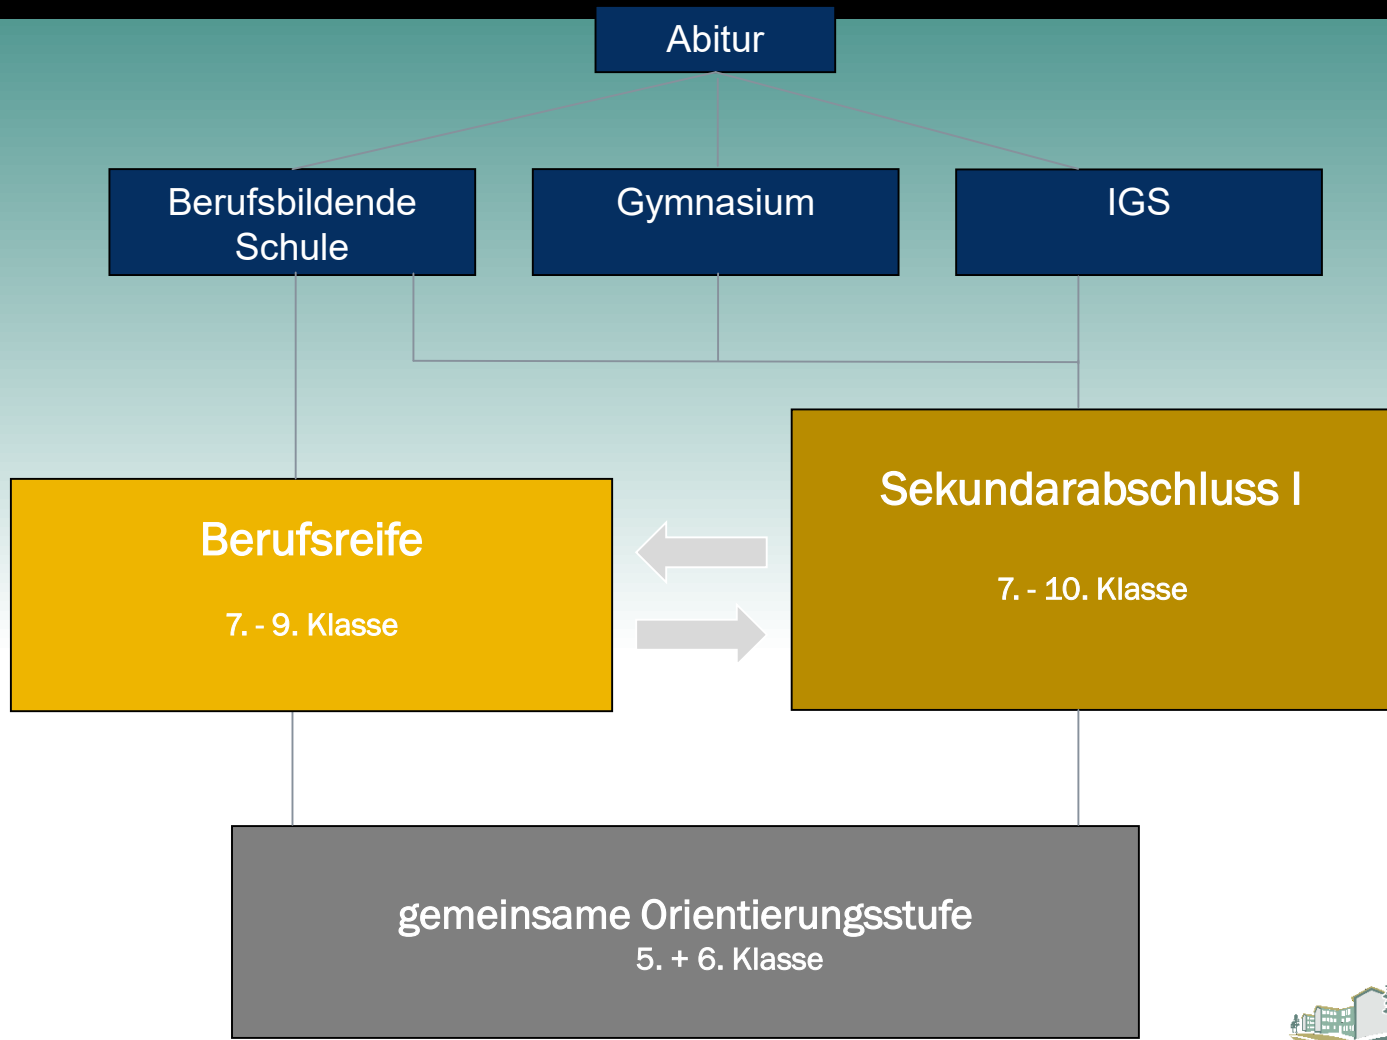 Abitur
Berufsbildende
Schule
Gymnasium
IGS
Sekundarabschluss I
7. - 10. Klasse
Berufsreife
7. - 9. Klasse
gemeinsame Orientierungsstufe
5. + 6. Klasse